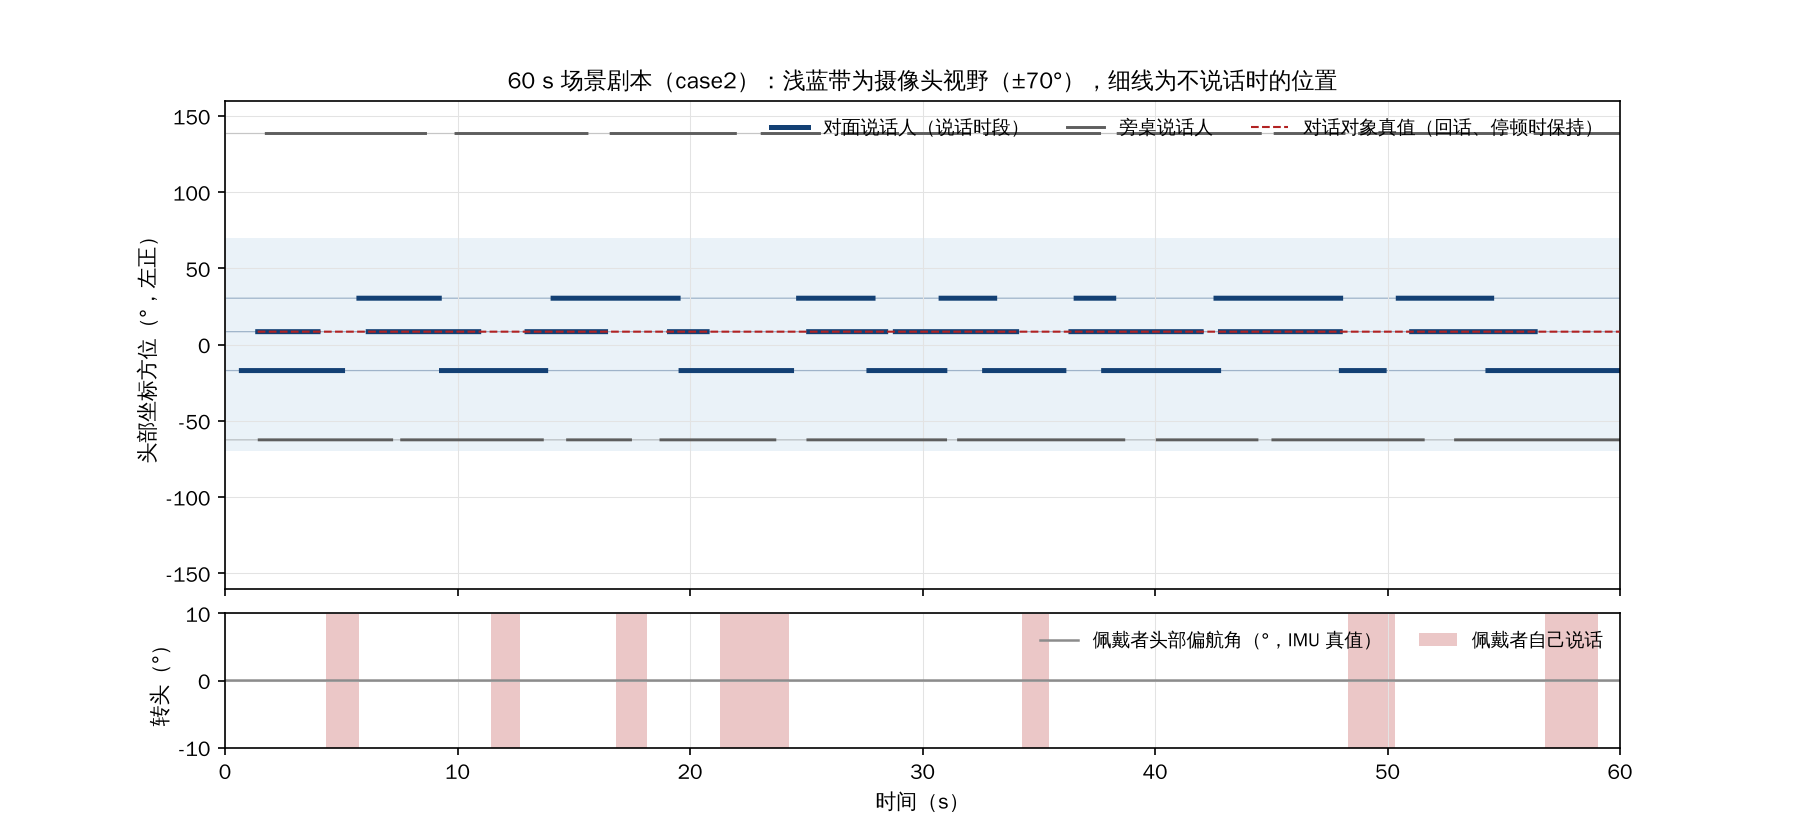 60 s 场景剧本（case2）：浅蓝带为摄像头视野（±70°），细线为不说话时的位置
150
100
50
0
-50
-100
-150
头部坐标方位（°，左正）
对面说话人（说话时段）
旁桌说话人
对话对象真值（回话、停顿时保持）
10
0
-10
转头（°）
佩戴者头部偏航角（°，IMU 真值）
佩戴者自己说话
0 10 20 30 40 50 60
时间（s）